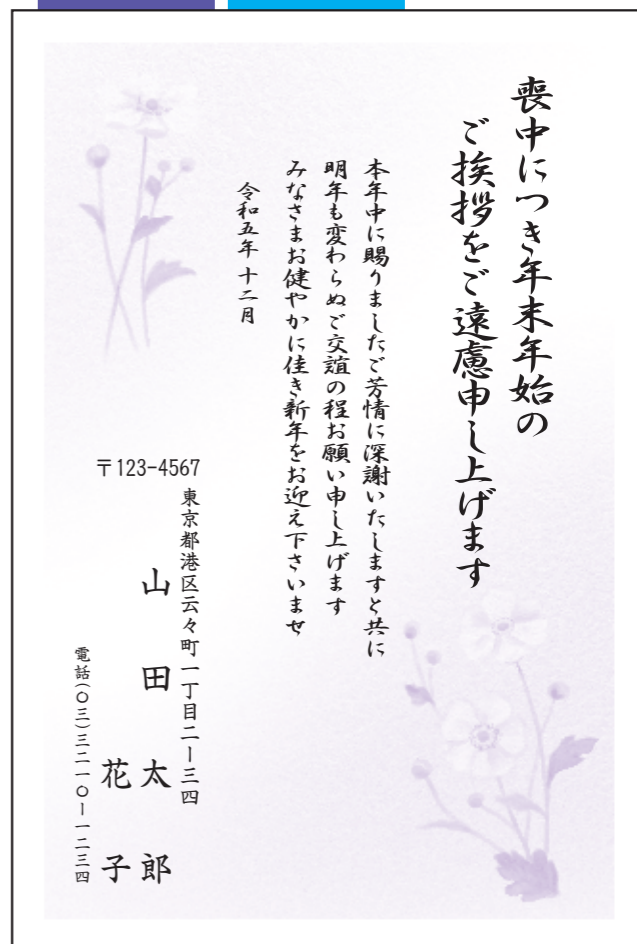 喪中につき年末年始の
ご挨拶をご遠慮申し上げます
本年中に賜りましたご芳情に深謝いたしますと共に
明年も変わらぬご交誼の程お願い申し上げます
みなさまお健やかに佳き新年をお迎え下さいませ
令和五年十二月
〒123-4567
東京都港区云々町一丁目二ー三四
山田太郎
花子
電話(〇三)三二一〇ー一二三四